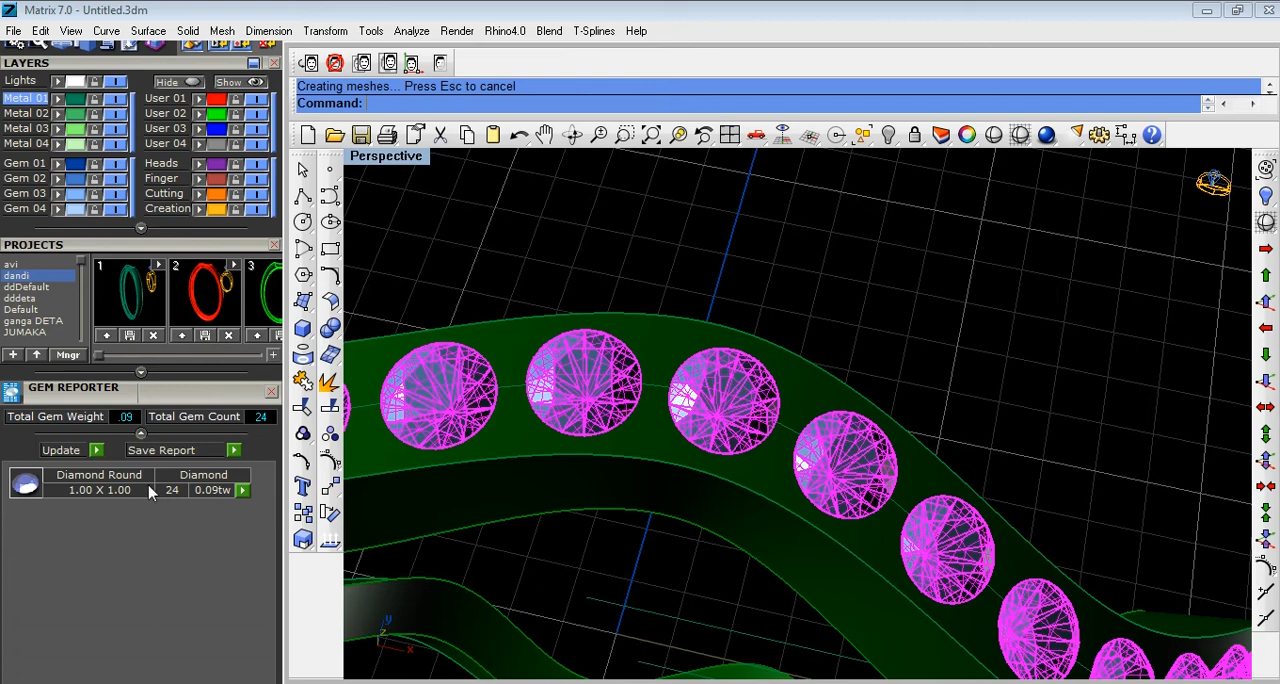 Matrix 7.0 - Untitled.3dm
File Edit View Curve Surface Solid Mesh Dimension Transform Tools Analyze Render Rhino4.0 Blend T-Splines Help
LAYERS
Lights Hide Show
Metal 01 User 01
Metal 02 User 02
Metal 03 User 03
Metal 04 User 04
Gem 01 Heads
Gem 02 Finger
Gem 03 Cutting
Gem 04 Creation
Creating meshes... Press Esc to cancel
Command:
Perspective
PROJECTS
avi
dandi
ddDefault
dddeta
Default
ganga DETA
JUMAKA
1 2 3
Mngr
GEM REPORTER
Total Gem Weight .09 Total Gem Count 24
Update Save Report
Diamond Round Diamond
1.00 X 1.00 24 0.09tw
y
z
x